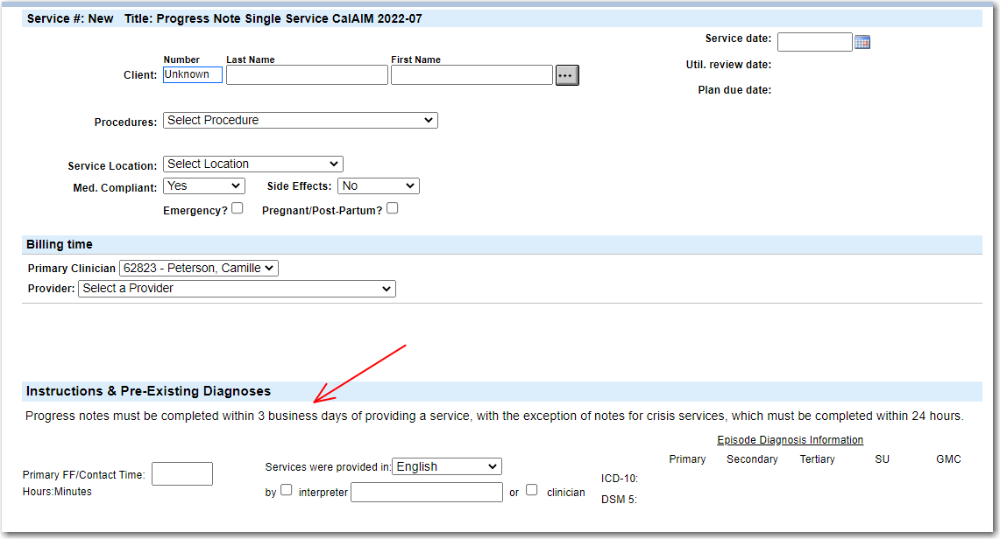 Service #: New Title: Progress Note Single Service CalAIM 2022-07
Service date:
Number Last Name First Name
Client: Unknown ...
Util. review date:
Plan due date:
Procedures: Select Procedure
Service Location: Select Location
Med. Compliant: Yes Side Effects: No
Emergency? Pregnant/Post-Partum?
Billing time
Primary Clinician 62823 - Peterson, Camille
Provider: Select a Provider
Instructions & Pre-Existing Diagnoses
Progress notes must be completed within 3 business days of providing a service, with the exception of notes for crisis services, which must be completed within 24 hours.
Episode Diagnosis Information
Primary Secondary Tertiary SU GMC
Primary FF/Contact Time:
Hours:Minutes
Services were provided in: English
by interpreter or clinician
ICD-10:
DSM 5: